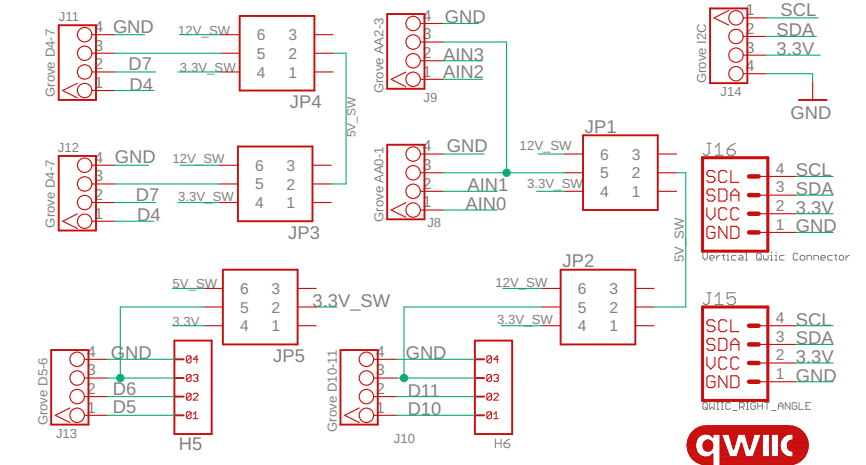 J11
Grove D4-7
4 GND
3
2 D7
1 D4
12V_SW
3.3V_SW
6 3
5 2
4 1
JP4
5V_SW
J12
Grove D4-7
4 GND
3
2 D7
1 D4
12V_SW
3.3V_SW
6 3
5 2
4 1
JP3
Grove AA2-3
4 GND
3
2 AIN3
1 AIN2
J9
Grove AA0-1
4 GND
3
2 AIN1
1 AIN0
J8
JP1
12V_SW
3.3V_SW
6 3
5 2
4 1
5V_SW
JP2
12V_SW
3.3V_SW
6 3
5 2
4 1
Grove I2C
1 SCL
2 SDA
3 3.3V
4
J14
GND
J16
SCL 4 SCL
SDA 3 SDA
VCC 2 3.3V
GND 1 GND
Vertical Qwiic Connector
J15
SCL 4 SCL
SDA 3 SDA
VCC 2 3.3V
GND 1 GND
QWIIC_RIGHT_ANGLE
qwiic
5V_SW
3.3V
6 3
5 2
4 1
3.3V_SW
JP5
Grove D5-6
4 GND
3
2 D6
1 D5
J13
04
03
02
01
H5
Grove D10-11
4 GND
3
2 D11
1 D10
J10
04
03
02
01
H6